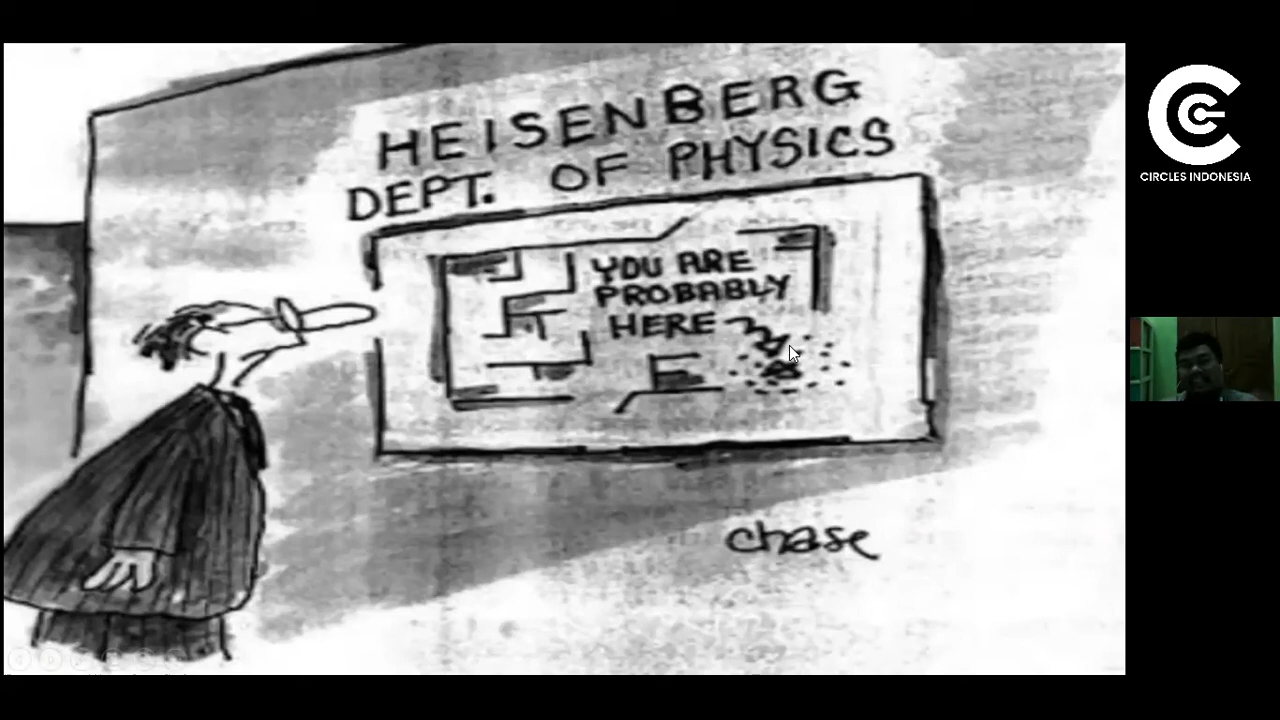 HEISENBERG
DEPT. OF PHYSICS
YOU ARE
PROBABLY
HERE
chase
CIRCLES INDONESIA